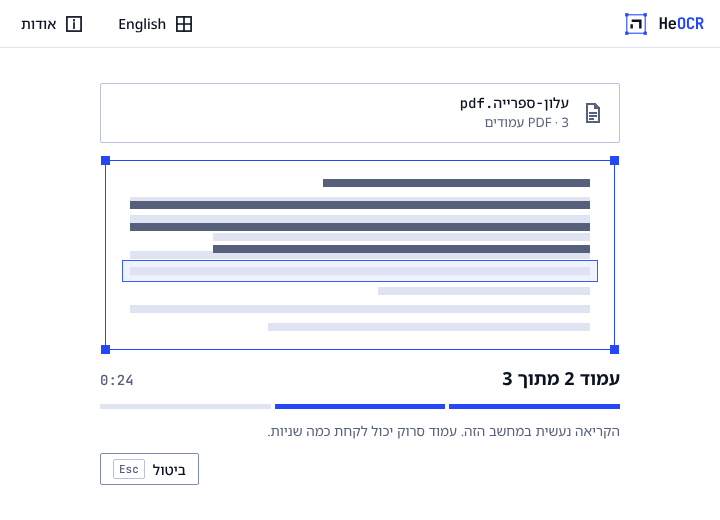 HeOCR
English
אודות
עלון-ספרייה.pdf
PDF · 3 עמודים
עמוד 2 מתוך 3
0:24
הקריאה נעשית במחשב הזה. עמוד סרוק יכול לקחת כמה שניות.
ביטול Esc